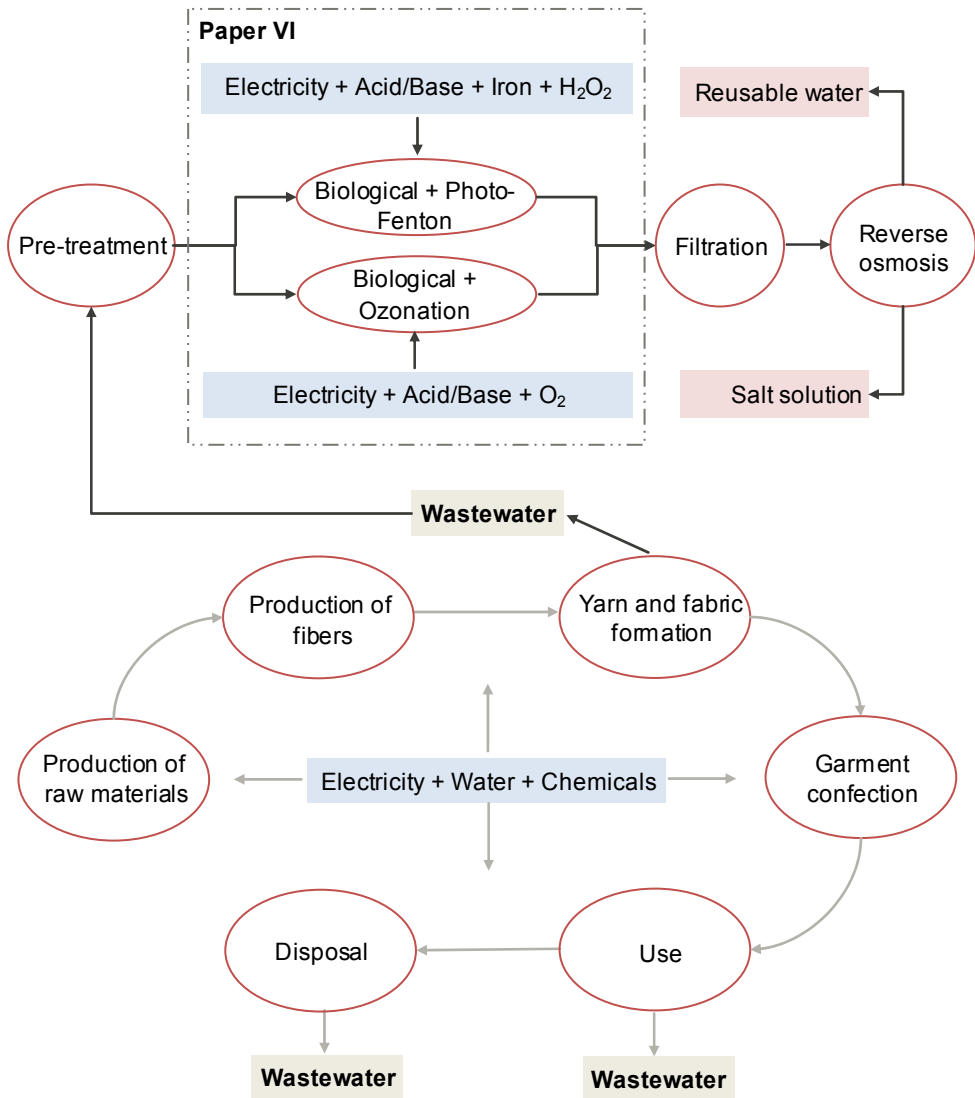 Paper VI
Electricity + Acid/Base + Iron + H₂O₂
Reusable water
Biological + Photo-
Fenton
Pre-treatment
Filtration
Reverse
osmosis
Biological +
Ozonation
Electricity + Acid/Base + O₂
Salt solution
Wastewater
Production of
fibers
Yarn and fabric
formation
Production of
raw materials
Electricity + Water + Chemicals
Garment
confection
Disposal
Use
Wastewater
Wastewater